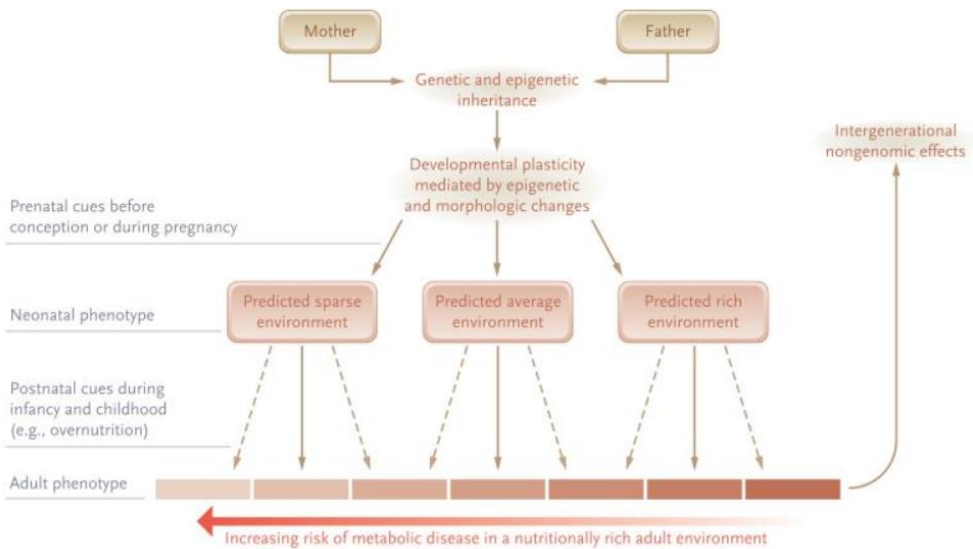 Mother
Father
Genetic and epigenetic
inheritance
Intergenerational
nongenomic effects
Developmental plasticity
mediated by epigenetic
and morphologic changes
Prenatal cues before
conception or during pregnancy
Neonatal phenotype
Predicted sparse
environment
Predicted average
environment
Predicted rich
environment
Postnatal cues during
infancy and childhood
(e.g., overnutrition)
Adult phenotype
Increasing risk of metabolic disease in a nutritionally rich adult environment